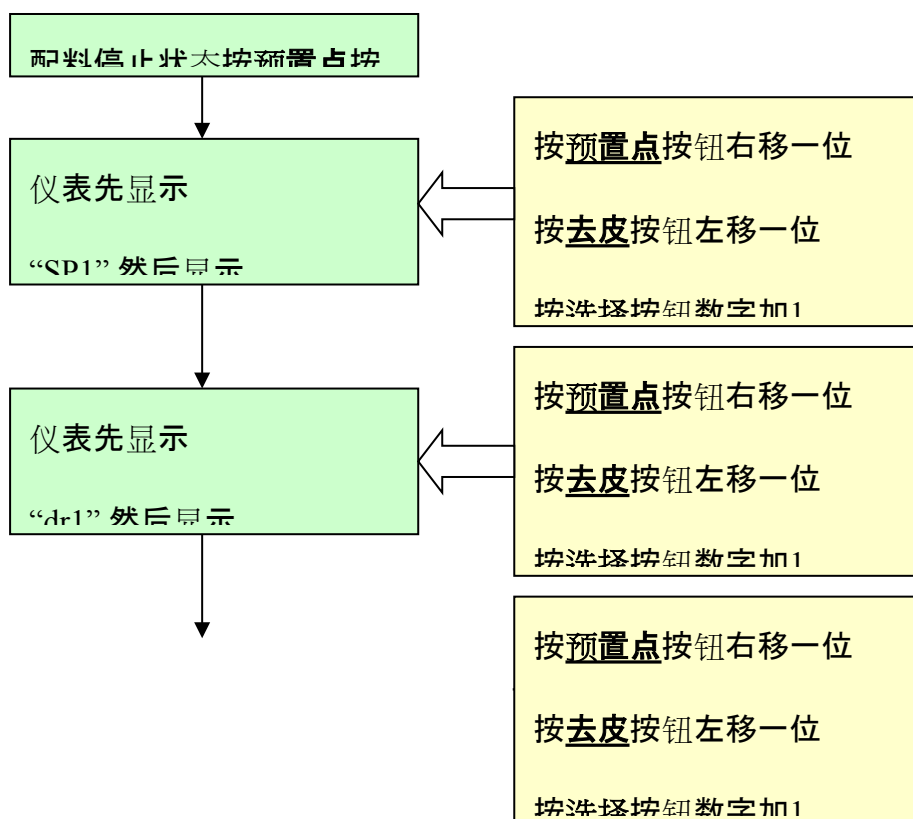 配料停止状态按预置点按
仪表先显示
“SP1” 然后显示
按预置点按钮右移一位
按去皮按钮左移一位
按选择按钮数字加1
仪表先显示
“dr1” 然后显示
按预置点按钮右移一位
按去皮按钮左移一位
按选择按钮数字加1
按预置点按钮右移一位
按去皮按钮左移一位
按选择按钮数字加1